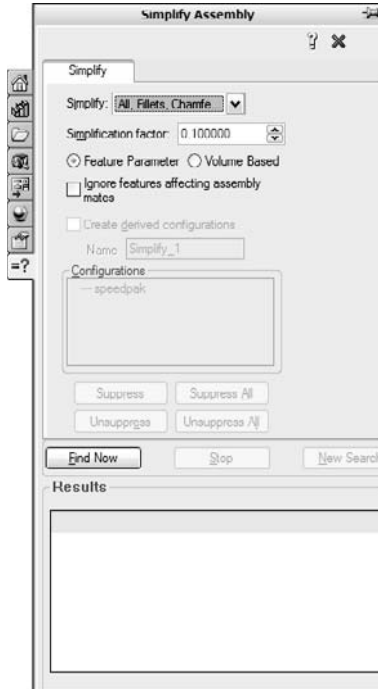 Simplify Assembly
? ✖
Simplify
Simplify: All, Fillets, Chamfe...
Simplification factor: 0.100000
Feature Parameter Volume Based
Ignore features affecting assembly
mates
Create derived configurations
Name Simplify_1
Configurations
speedpak
Suppress Suppress All
Unsuppress Unsuppress All
Find Now Stop New Search
=?
Results